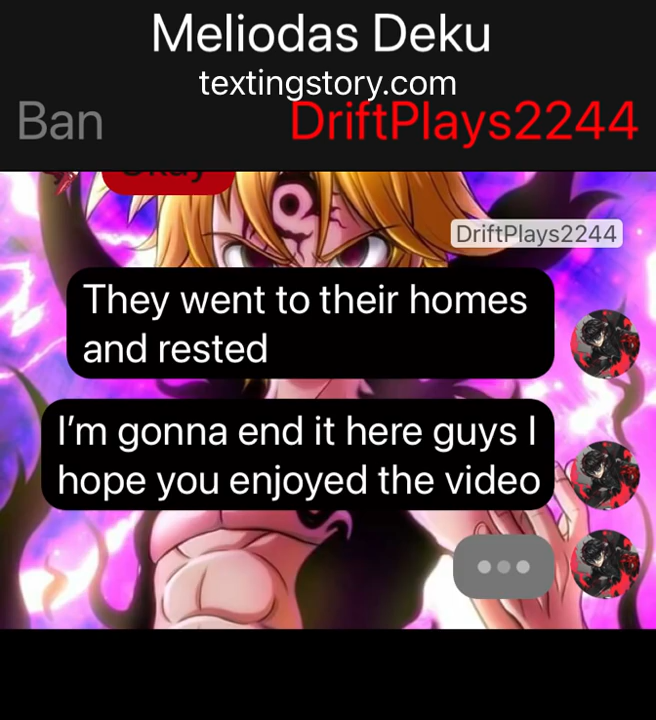 Meliodas Deku
textingstory.com
Ban
DriftPlays2244
Okay
DriftPlays2244
They went to their homes
and rested
I'm gonna end it here guys I
hope you enjoyed the video